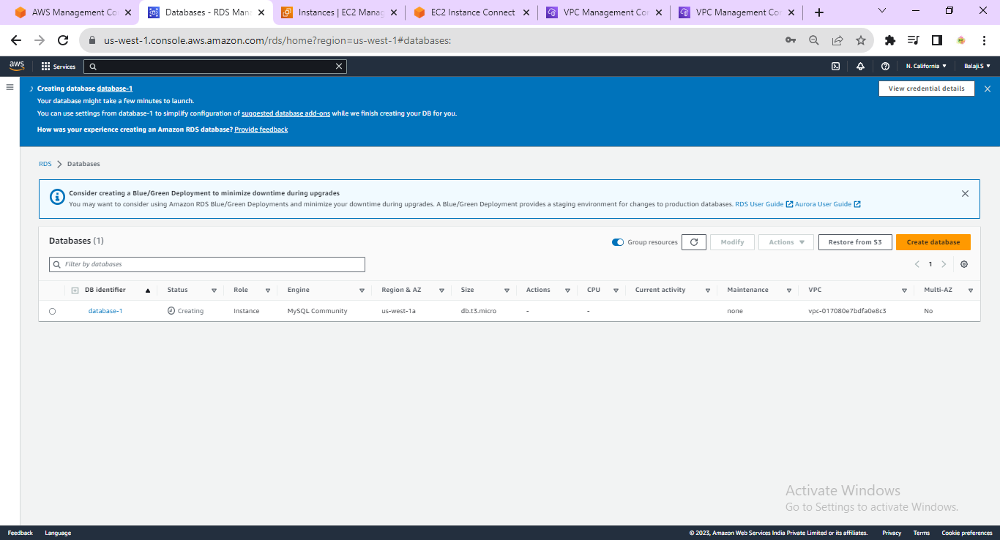 AWS Management Co
Databases - RDS Mana
Instances | EC2 Manag
EC2 Instance Connect
VPC Management Con
VPC Management Con
us-west-1.console.aws.amazon.com/rds/home?region=us-west-1#databases:
aws
Services
N. California
Balaji.S
Creating database database-1
View credential details
Your database might take a few minutes to launch.
You can use settings from database-1 to simplify configuration of suggested database add-ons while we finish creating your DB for you.
How was your experience creating an Amazon RDS database? Provide feedback
RDS
Databases
Consider creating a Blue/Green Deployment to minimize downtime during upgrades
You may want to consider using Amazon RDS Blue/Green Deployments and minimize your downtime during upgrades. A Blue/Green Deployment provides a staging environment for changes to production databases. RDS User Guide Aurora User Guide
Databases (1)
Group resources
Modify
Actions
Restore from S3
Create database
Filter by databases
1
DB identifier Status Role Engine Region & AZ Size Actions CPU Current activity Maintenance VPC Multi-AZ
database-1 Creating Instance MySQL Community us-west-1a db.t3.micro - - none vpc-017080e7bdfa0e8c3 No
Activate Windows
Go to Settings to activate Windows.
Feedback
Language
© 2023, Amazon Web Services India Private Limited or its affiliates.
Privacy
Terms
Cookie preferences